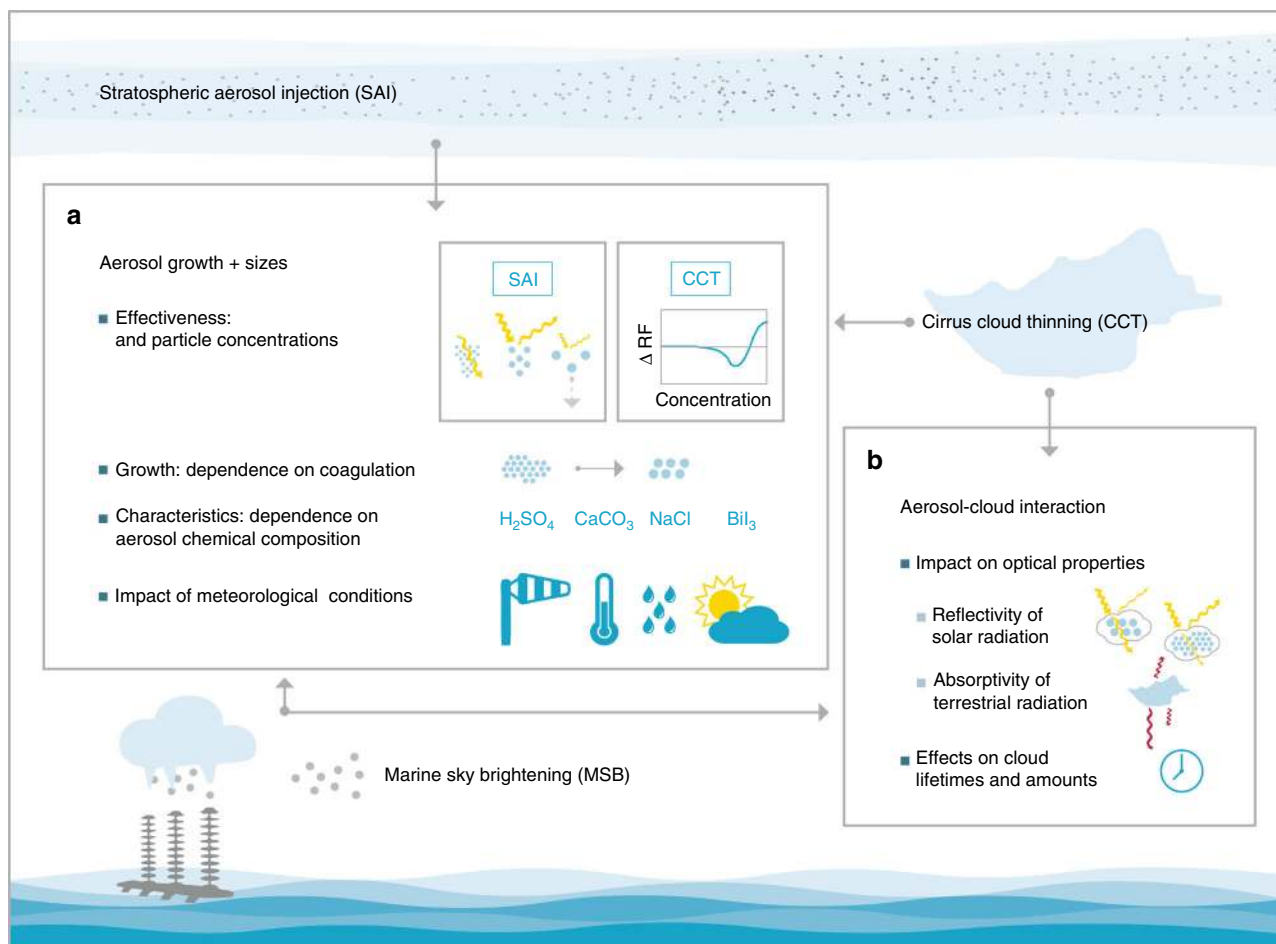 Stratospheric aerosol injection (SAI)
a
Aerosol growth + sizes
Effectiveness:
and particle concentrations
SAI
CCT
Δ RF
Concentration
Cirrus cloud thinning (CCT)
Growth: dependence on coagulation
Characteristics: dependence on
aerosol chemical composition
H₂SO₄ CaCO₃ NaCl BiI₃
Impact of meteorological conditions
b
Aerosol-cloud interaction
Impact on optical properties
Reflectivity of
solar radiation
Absorptivity of
terrestrial radiation
Effects on cloud
lifetimes and amounts
Marine sky brightening (MSB)